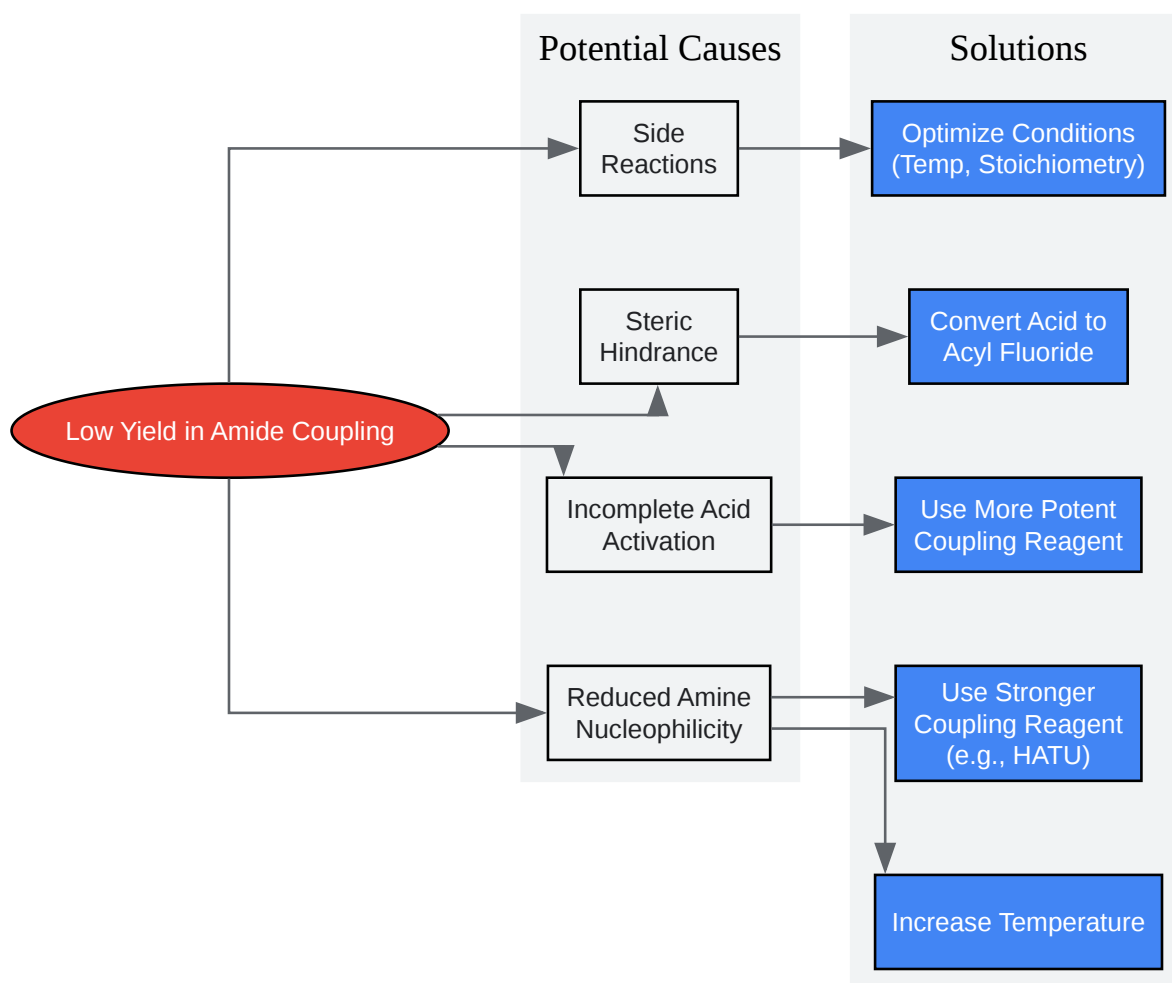 Potential Causes
Solutions
Side
Reactions
Optimize Conditions
(Temp, Stoichiometry)
Steric
Hindrance
Convert Acid to
Acyl Fluoride
Low Yield in Amide Coupling
Incomplete Acid
Activation
Use More Potent
Coupling Reagent
Reduced Amine
Nucleophilicity
Use Stronger
Coupling Reagent
(e.g., HATU)
Increase Temperature